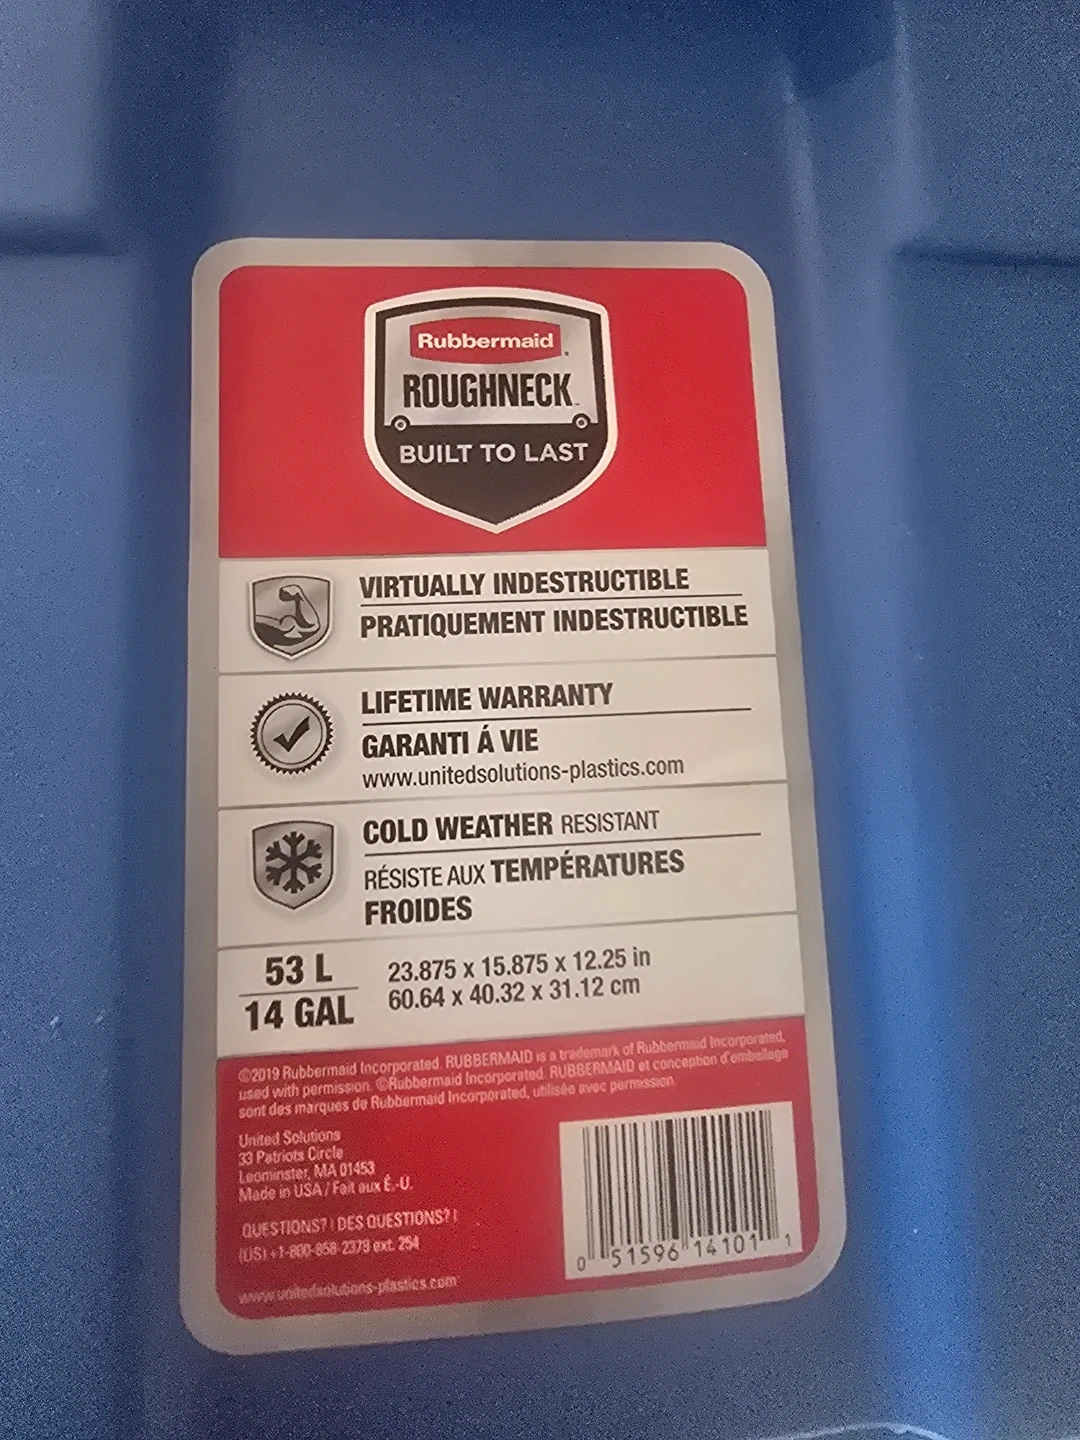 Rubbermaid
ROUGHNECK™
BUILT TO LAST
VIRTUALLY INDESTRUCTIBLE
PRATIQUEMENT INDESTRUCTIBLE
LIFETIME WARRANTY
GARANTI Á VIE
www.unitedsolutions-plastics.com
COLD WEATHER RESISTANT
RÉSISTE AUX TEMPÉRATURES
FROIDES
53 L
14 GAL
23.875 x 15.875 x 12.25 in
60.64 x 40.32 x 31.12 cm
©2019 Rubbermaid Incorporated. RUBBERMAID is a trademark of Rubbermaid Incorporated,
used with permission. ©Rubbermaid Incorporated. RUBBERMAID et conception d'emballage
sont des marques de Rubbermaid Incorporated, utilisée avec permission.
United Solutions
33 Patriots Circle
Leominster, MA 01453
Made in USA / Fait aux É.-U.
QUESTIONS? | DES QUESTIONS? |
(US) +1-800-858-2379 ext. 254
www.unitedsolutions-plastics.com
0 51596 14101 1